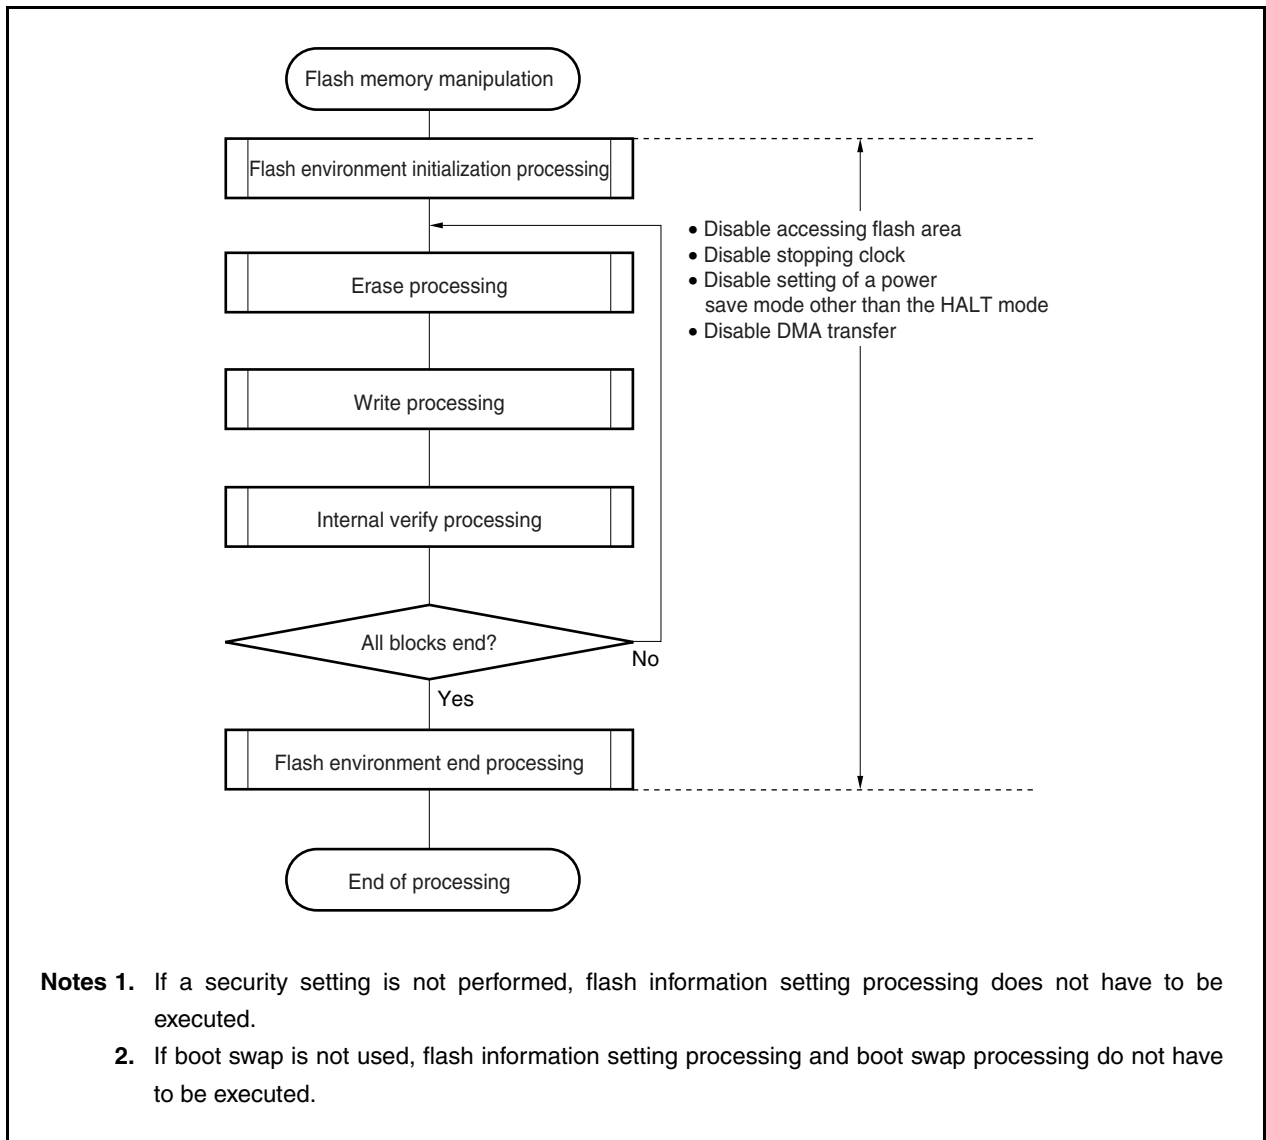 Flash memory manipulation
Flash environment initialization processing
• Disable accessing flash area
• Disable stopping clock
• Disable setting of a power
save mode other than the HALT mode
• Disable DMA transfer
Erase processing
Write processing
Internal verify processing
All blocks end?
No
Yes
Flash environment end processing
End of processing
Notes 1. If a security setting is not performed, flash information setting processing does not have to be
executed.
2. If boot swap is not used, flash information setting processing and boot swap processing do not have
to be executed.